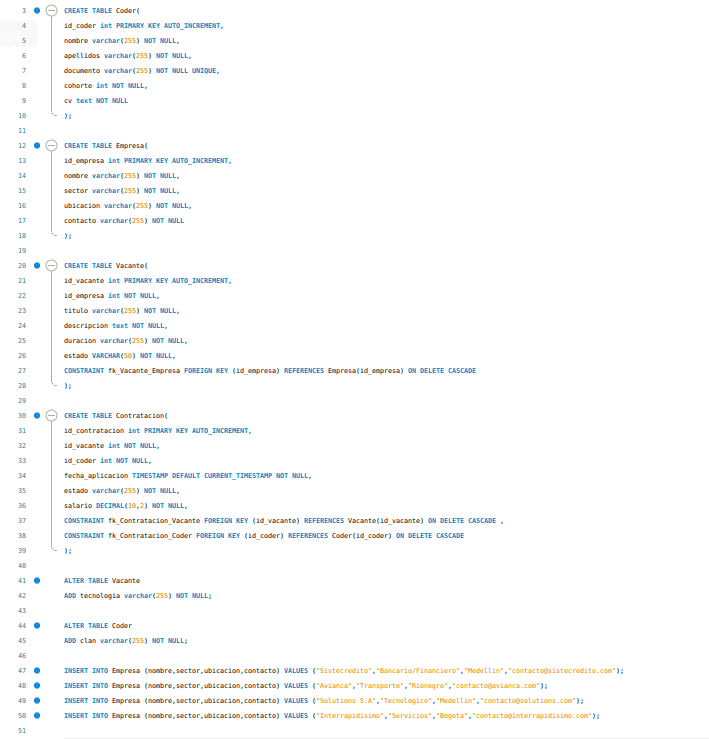 3 CREATE TABLE Coder(
4 id_coder int PRIMARY KEY AUTO_INCREMENT,
5 nombre varchar(255) NOT NULL,
6 apellidos varchar(255) NOT NULL,
7 documento varchar(255) NOT NULL UNIQUE,
8 cohorte int NOT NULL,
9 cv text NOT NULL
10 );
11
12 CREATE TABLE Empresa(
13 id_empresa int PRIMARY KEY AUTO_INCREMENT,
14 nombre varchar(255) NOT NULL,
15 sector varchar(255) NOT NULL,
16 ubicacion varchar(255) NOT NULL,
17 contacto varchar(255) NOT NULL
18 );
19
20 CREATE TABLE Vacante(
21 id_vacante int PRIMARY KEY AUTO_INCREMENT,
22 id_empresa int NOT NULL,
23 titulo varchar(255) NOT NULL,
24 descripcion text NOT NULL,
25 duracion varchar(255) NOT NULL,
26 estado VARCHAR(50) NOT NULL,
27 CONSTRAINT fk_Vacante_Empresa FOREIGN KEY (id_empresa) REFERENCES Empresa(id_empresa) ON DELETE CASCADE
28 );
29
30 CREATE TABLE Contratacion(
31 id_contratacion int PRIMARY KEY AUTO_INCREMENT,
32 id_vacante int NOT NULL,
33 id_coder int NOT NULL,
34 fecha_aplicacion TIMESTAMP DEFAULT CURRENT_TIMESTAMP NOT NULL,
35 estado varchar(255) NOT NULL,
36 salario DECIMAL(10,2) NOT NULL,
37 CONSTRAINT fk_Contratacion_Vacante FOREIGN KEY (id_vacante) REFERENCES Vacante(id_vacante) ON DELETE CASCADE ,
38 CONSTRAINT fk_Contratacion_Coder FOREIGN KEY (id_coder) REFERENCES Coder(id_coder) ON DELETE CASCADE
39 );
40
41 ALTER TABLE Vacante
42 ADD tecnologia varchar(255) NOT NULL;
43
44 ALTER TABLE Coder
45 ADD clan varchar(255) NOT NULL;
46
47 INSERT INTO Empresa (nombre,sector,ubicacion,contacto) VALUES ("Sistecredito","Bancario/Financiero","Medellin","contacto@sistecredito.com");
48 INSERT INTO Empresa (nombre,sector,ubicacion,contacto) VALUES ("Avianca","Transporte","Rionegro","contacto@avianca.com");
49 INSERT INTO Empresa (nombre,sector,ubicacion,contacto) VALUES ("Solutions S.A","Tecnologico","Medellin","contacto@solutions.com");
50 INSERT INTO Empresa (nombre,sector,ubicacion,contacto) VALUES ("Interrapidisimo","Servicios","Bogota","contacto@interrapidisimo.com");
51